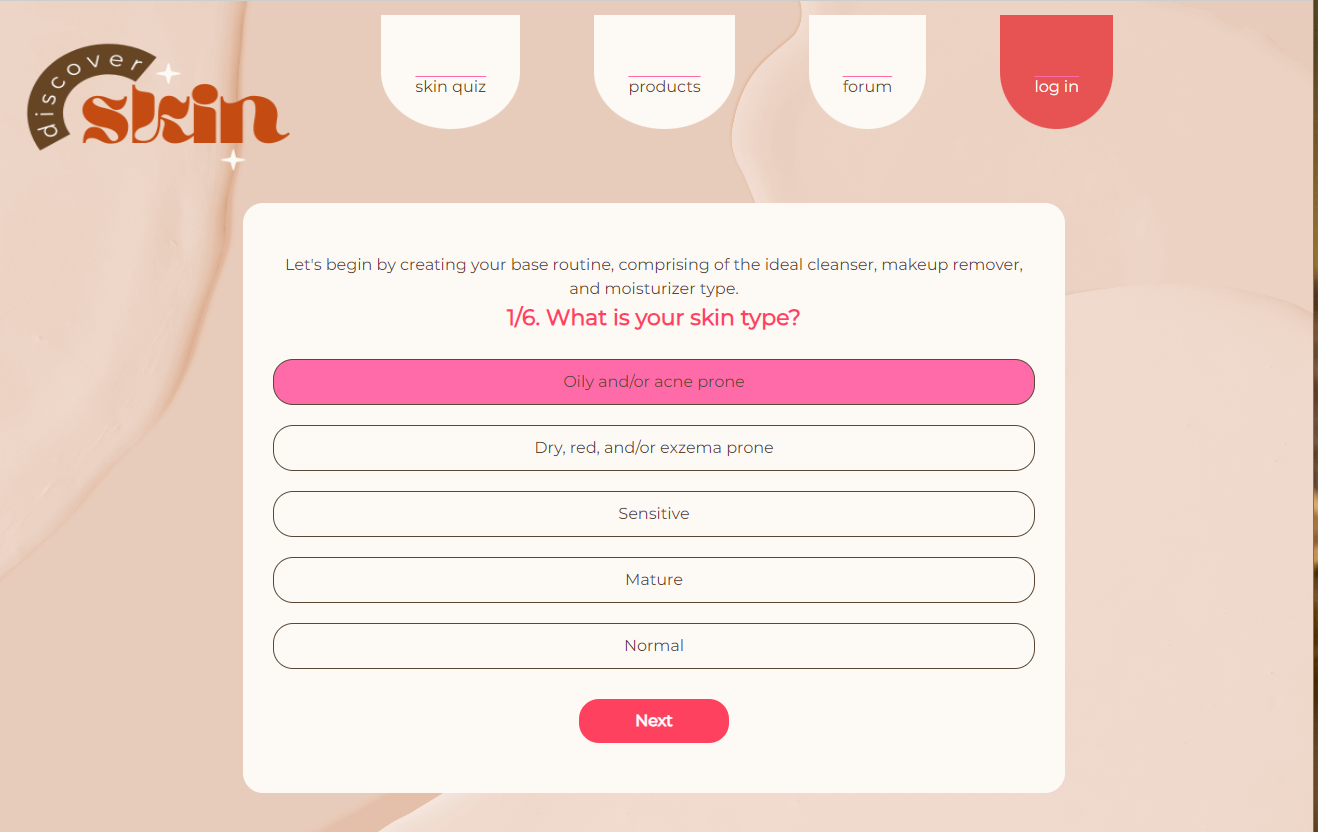 discover
skin
skin quiz
products
forum
log in
Let's begin by creating your base routine, comprising of the ideal cleanser, makeup remover,
and moisturizer type.
1/6. What is your skin type?
Oily and/or acne prone
Dry, red, and/or exzema prone
Sensitive
Mature
Normal
Next